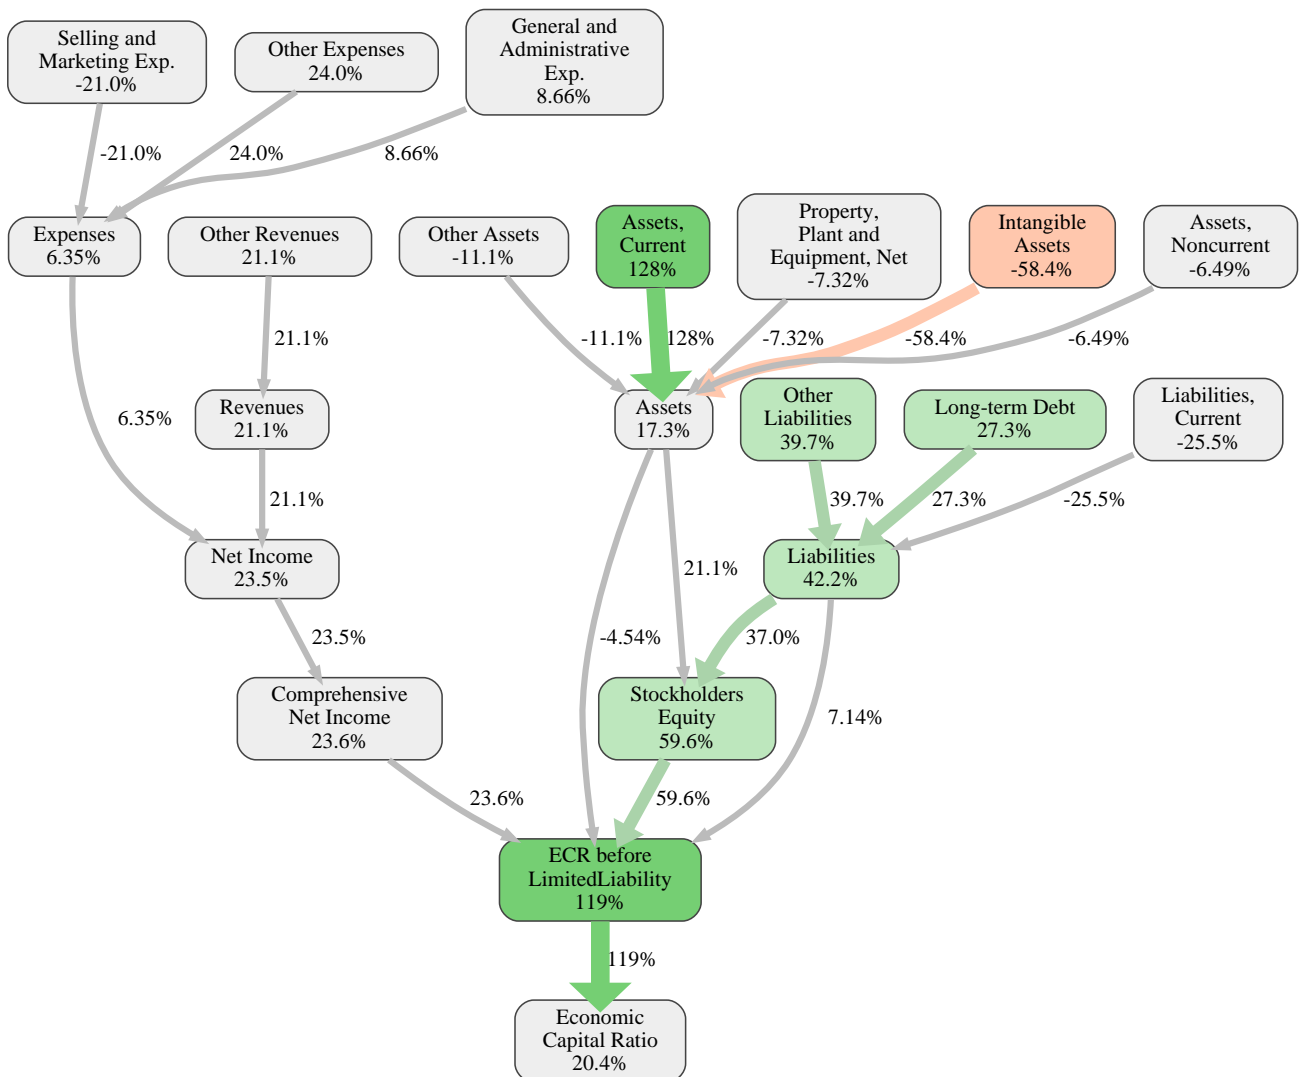 Selling and
Marketing Exp.
-21.0%
Other Expenses
24.0%
General and
Administrative
Exp.
8.66%
-21.0%
24.0%
8.66%
Expenses
6.35%
Other Revenues
21.1%
Other Assets
-11.1%
Assets,
Current
128%
Property,
Plant and
Equipment, Net
-7.32%
Intangible
Assets
-58.4%
Assets,
Noncurrent
-6.49%
21.1%
-11.1%
128%
-7.32%
-58.4%
-6.49%
6.35%
Revenues
21.1%
Assets
17.3%
Other
Liabilities
39.7%
Long-term Debt
27.3%
Liabilities,
Current
-25.5%
21.1%
39.7%
27.3%
-25.5%
Net Income
23.5%
21.1%
Liabilities
42.2%
23.5%
-4.54%
37.0%
Comprehensive
Net Income
23.6%
Stockholders
Equity
59.6%
7.14%
23.6%
59.6%
ECR before
LimitedLiability
119%
119%
Economic
Capital Ratio
20.4%